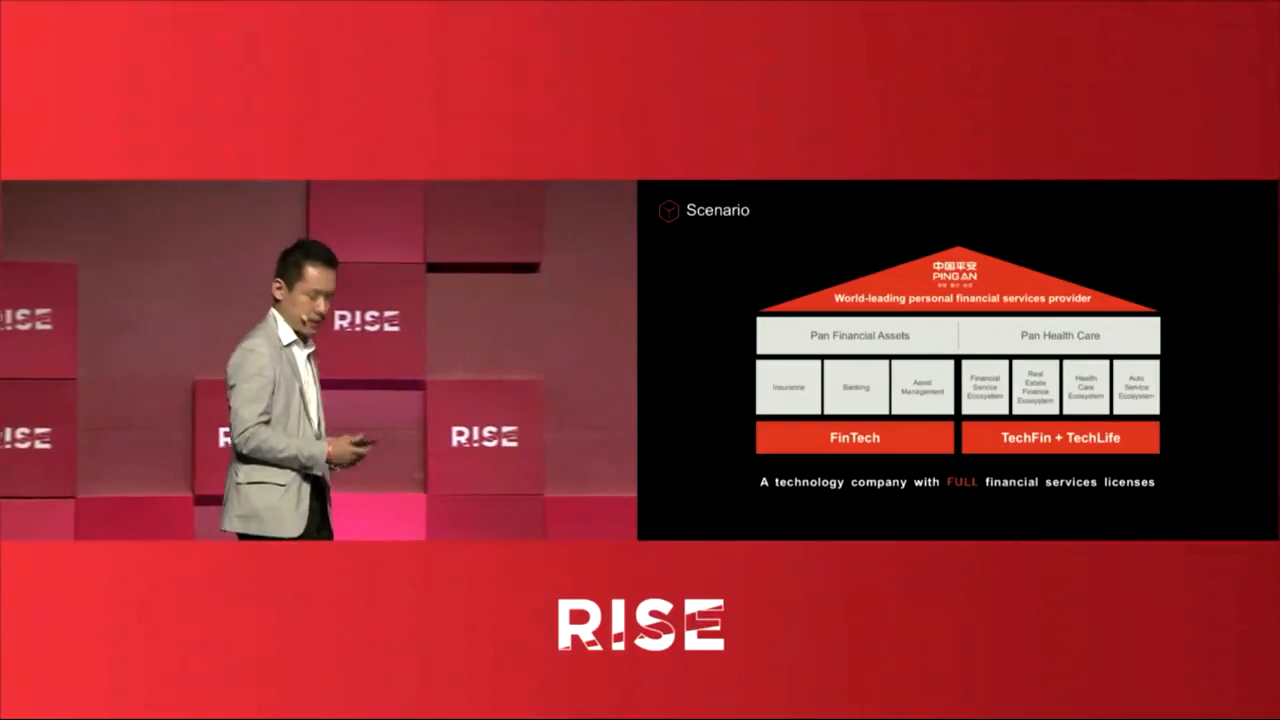 RISE
RISE
RISE
RISE
Scenario
中国平安
PING AN
World-leading personal financial services provider
Pan Financial Assets
Pan Health Care
Insurance
Banking
Asset
Management
Financial
Service
Ecosystem
Real
Estate
Finance
Ecosystem
Health
Care
Ecosystem
Auto
Service
Ecosystem
FinTech
TechFin + TechLife
A technology company with FULL financial services licenses
RISE